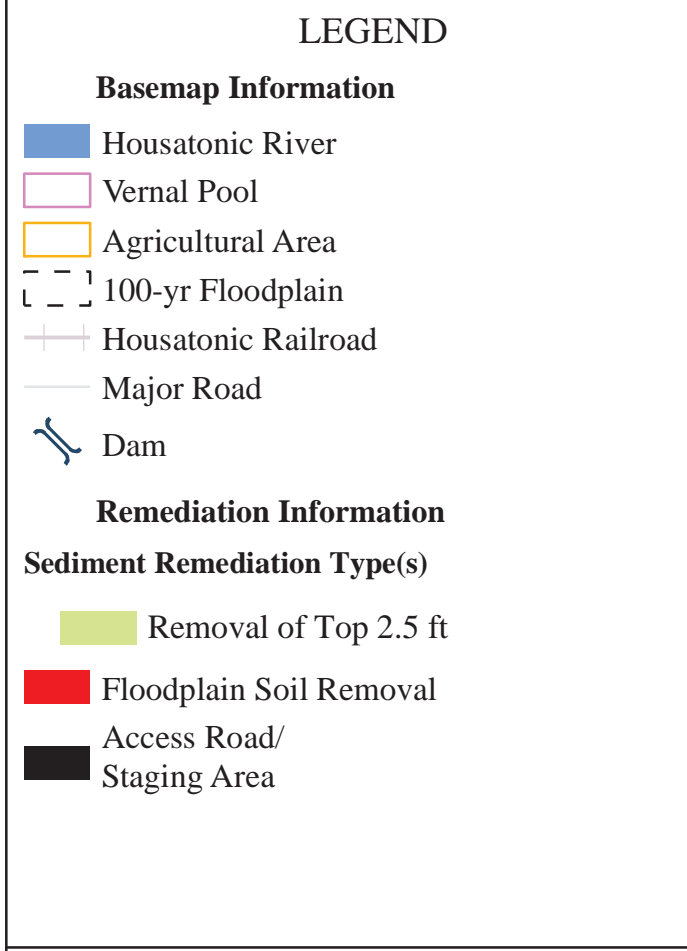 LEGEND
Basemap Information
Housatonic River
Vernal Pool
Agricultural Area
100-yr Floodplain
Housatonic Railroad
Major Road
Dam
Remediation Information
Sediment Remediation Type(s)
Removal of Top 2.5 ft
Floodplain Soil Removal
Access Road/
Staging Area